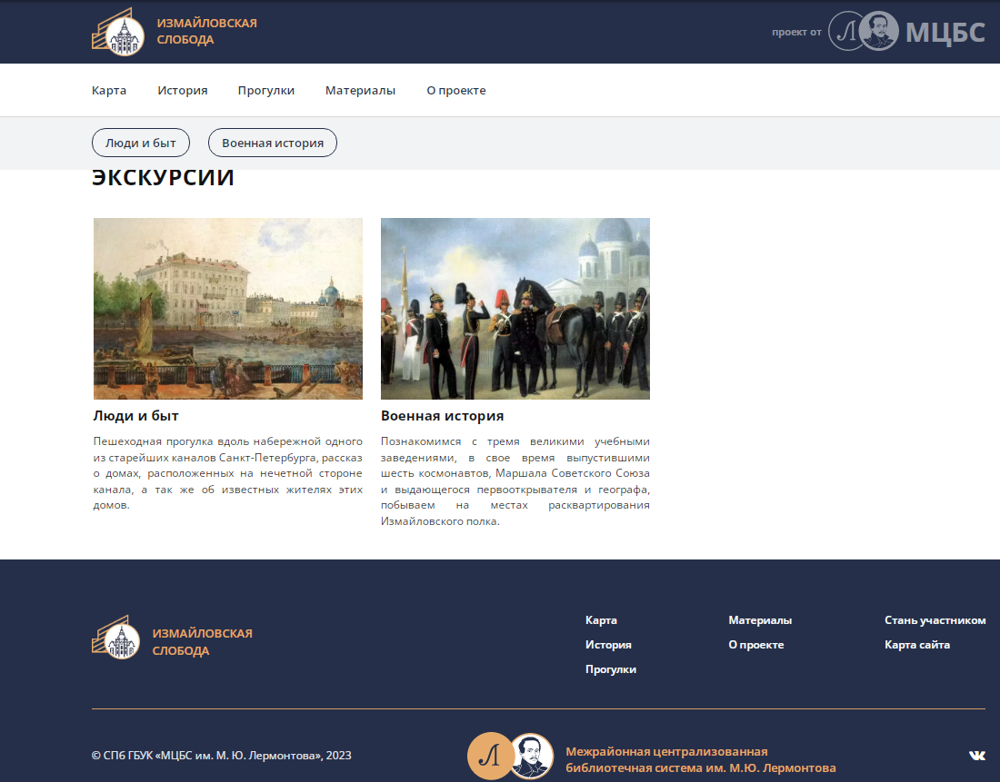 ИЗМАЙЛОВСКАЯ
СЛОБОДА
проект от
Л
МЦБС
Карта История Прогулки Материалы О проекте
Люди и быт Военная история
ЭКСКУРСИИ
Люди и быт
Пешеходная прогулка вдоль набережной одного
из старейших каналов Санкт-Петербурга, рассказ
о домах, расположенных на нечетной стороне
канала, а так же об известных жителях этих
домов.
Военная история
Познакомимся с тремя великими учебными
заведениями, в свое время выпустившими
шесть космонавтов, Маршала Советского Союза
и выдающегося первооткрывателя и географа,
побываем на местах расквартирования
Измайловского полка.
ИЗМАЙЛОВСКАЯ
СЛОБОДА
Карта
История
Прогулки
Материалы
О проекте
Стань участником
Карта сайта
© СПб ГБУК «МЦБС им. М. Ю. Лермонтова», 2023
Л
Межрайонная централизованная
библиотечная система им. М.Ю. Лермонтова